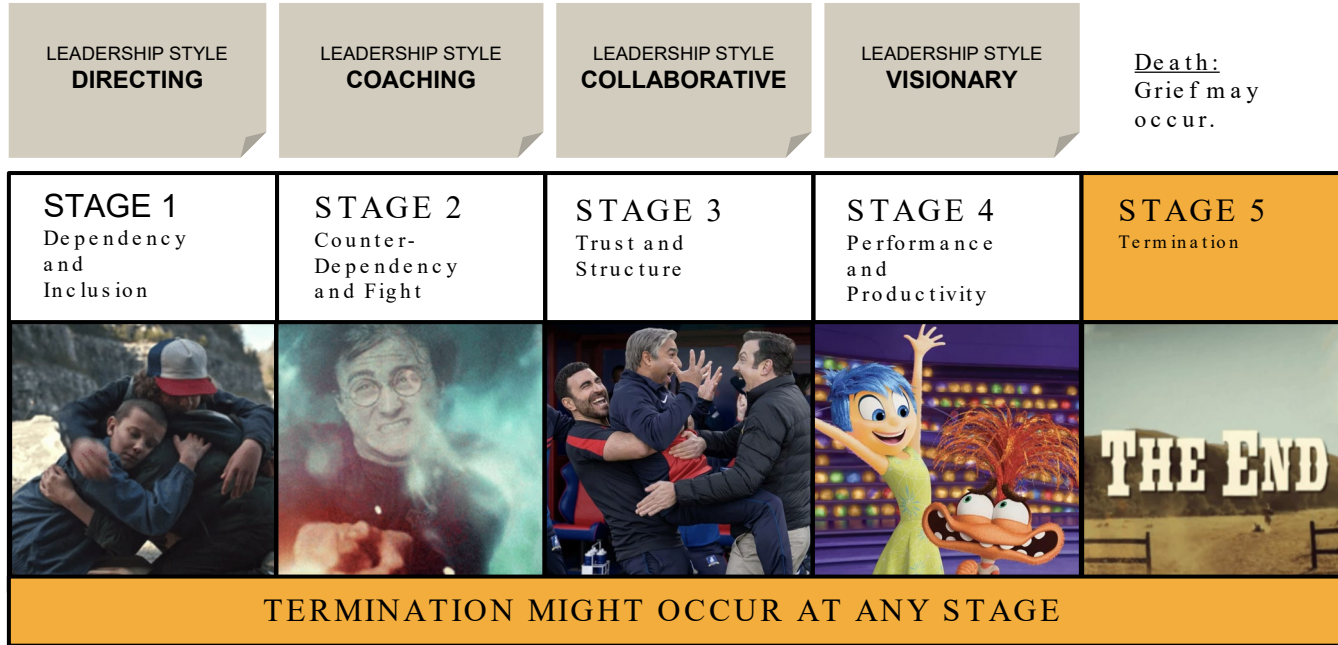 LEADERSHIP STYLE
DIRECTING
LEADERSHIP STYLE
COACHING
LEADERSHIP STYLE
COLLABORATIVE
LEADERSHIP STYLE
VISIONARY
Death:
Grief may
occur.
STAGE 1
Dependency
and
Inclusion
STAGE 2
Counter-
Dependency
and Fight
STAGE 3
Trust and
Structure
STAGE 4
Performance
and
Productivity
STAGE 5
Termination
THE END
TERMINATION MIGHT OCCUR AT ANY STAGE